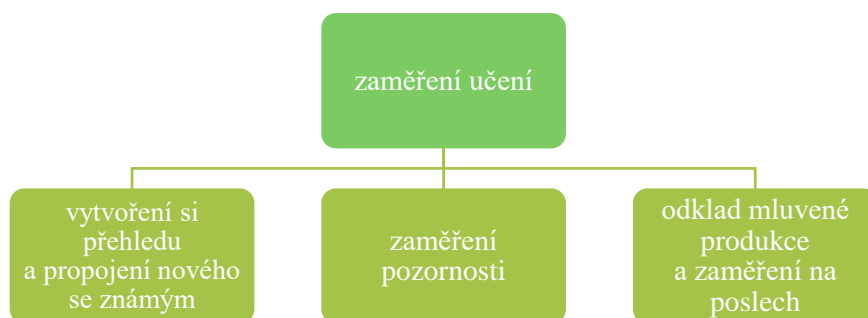 zaměření učení
vytvoření si
přehledu
a propojení nového
se známým
zaměření
pozornosti
odklad mluvené
produkce
a zaměření na
poslech